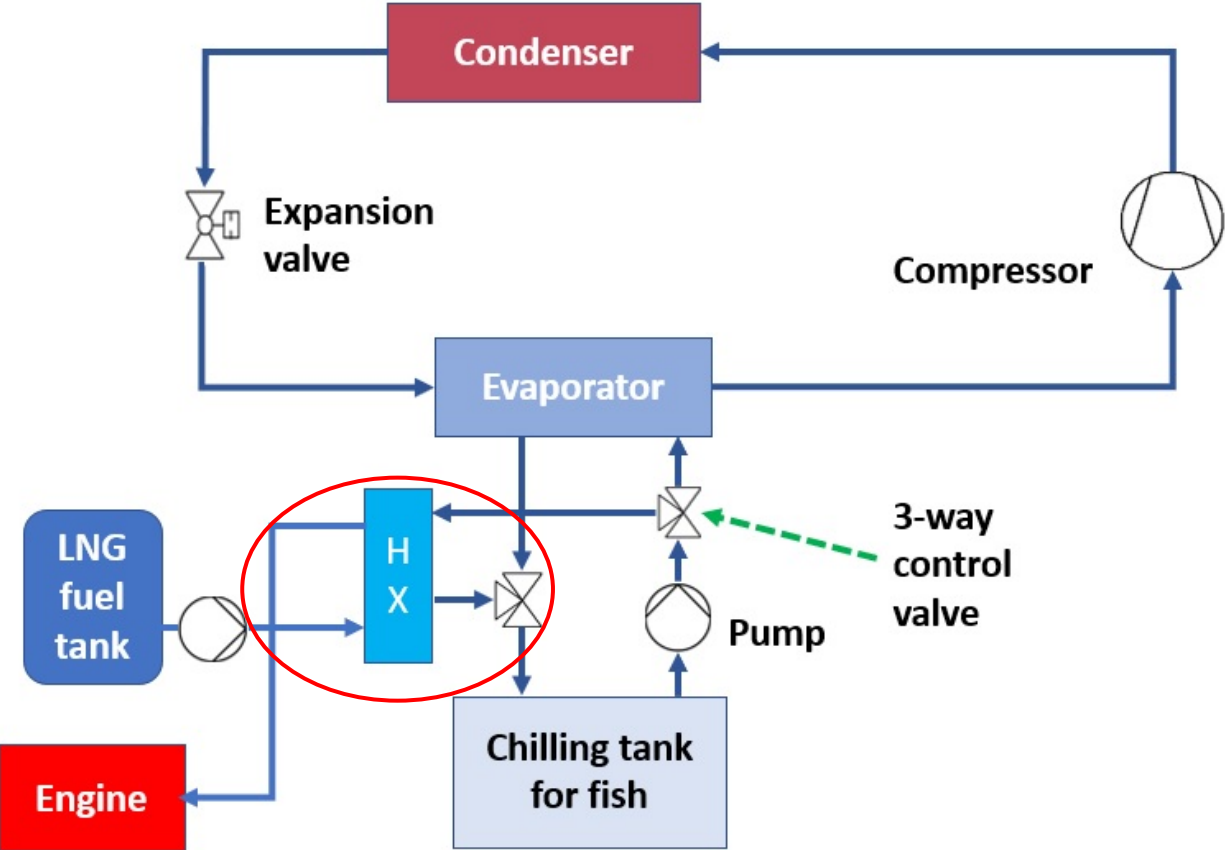 Condenser
Expansion
valve
Compressor
Evaporator
LNG
fuel
tank
H
X
3-way
control
valve
Pump
Chilling tank
for fish
Engine